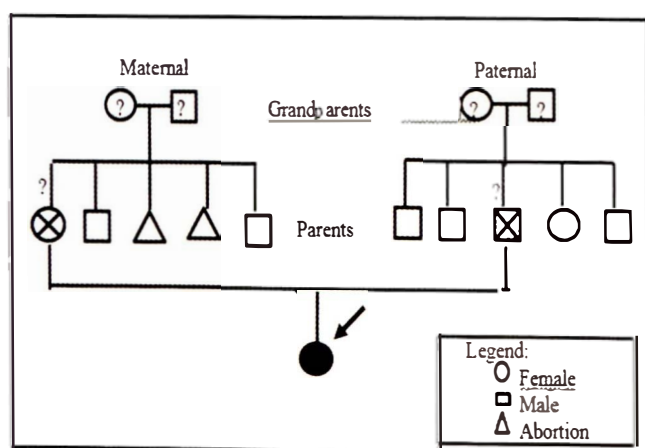 Maternal
Paternal
? ?
Grandparents
? ?
?
?
Parents
Legend:
Female
Male
Abortion